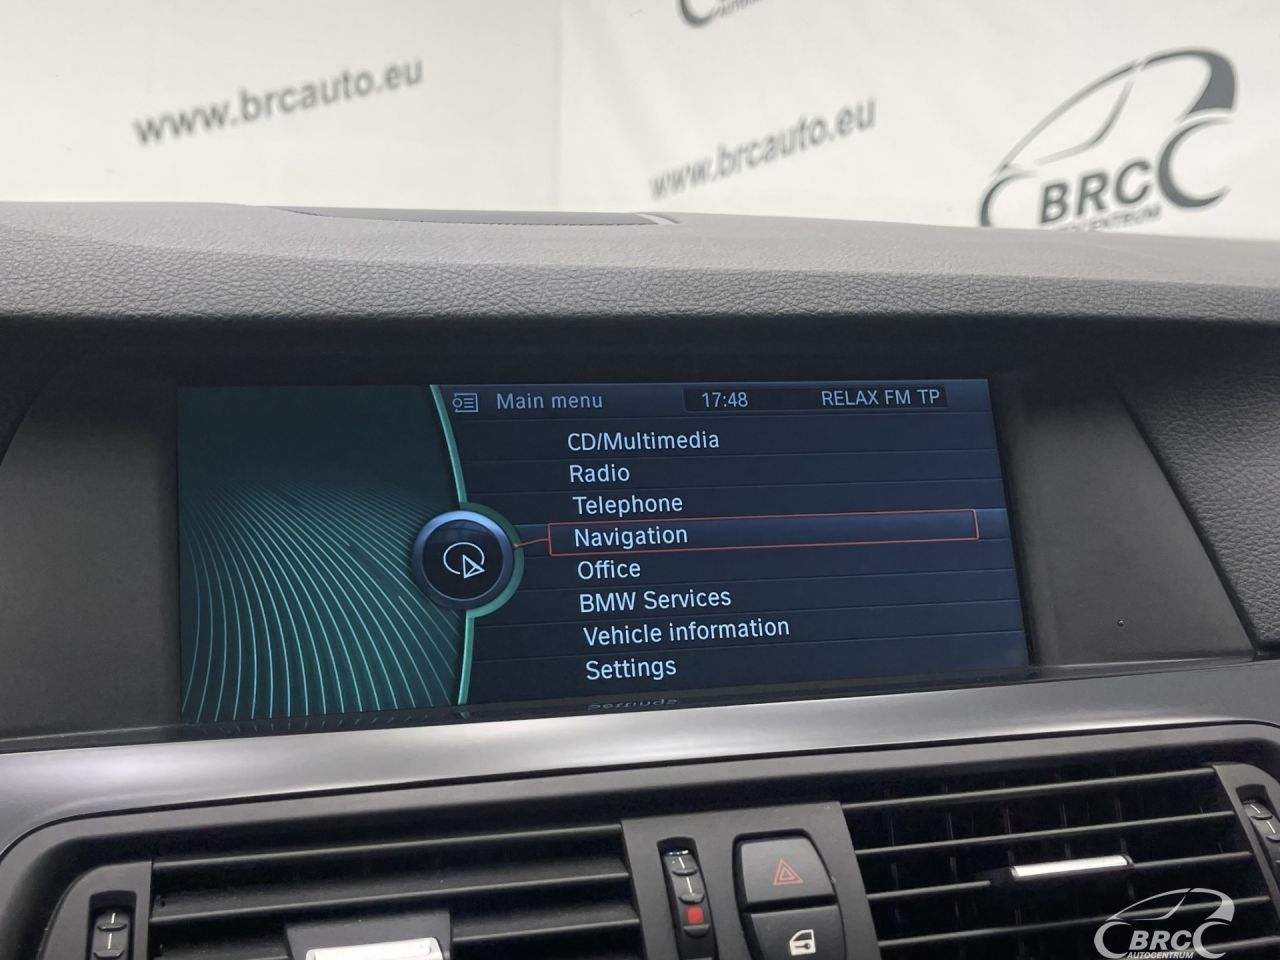 www.brcauto.eu
www.brcauto.eu
BRC
AUTOCENTRUM
Main menu 17:48 RELAX FM TP
CD/Multimedia
Radio
Telephone
Navigation
Office
BMW Services
Vehicle information
Settings
BRC
AUTOCENTRUM